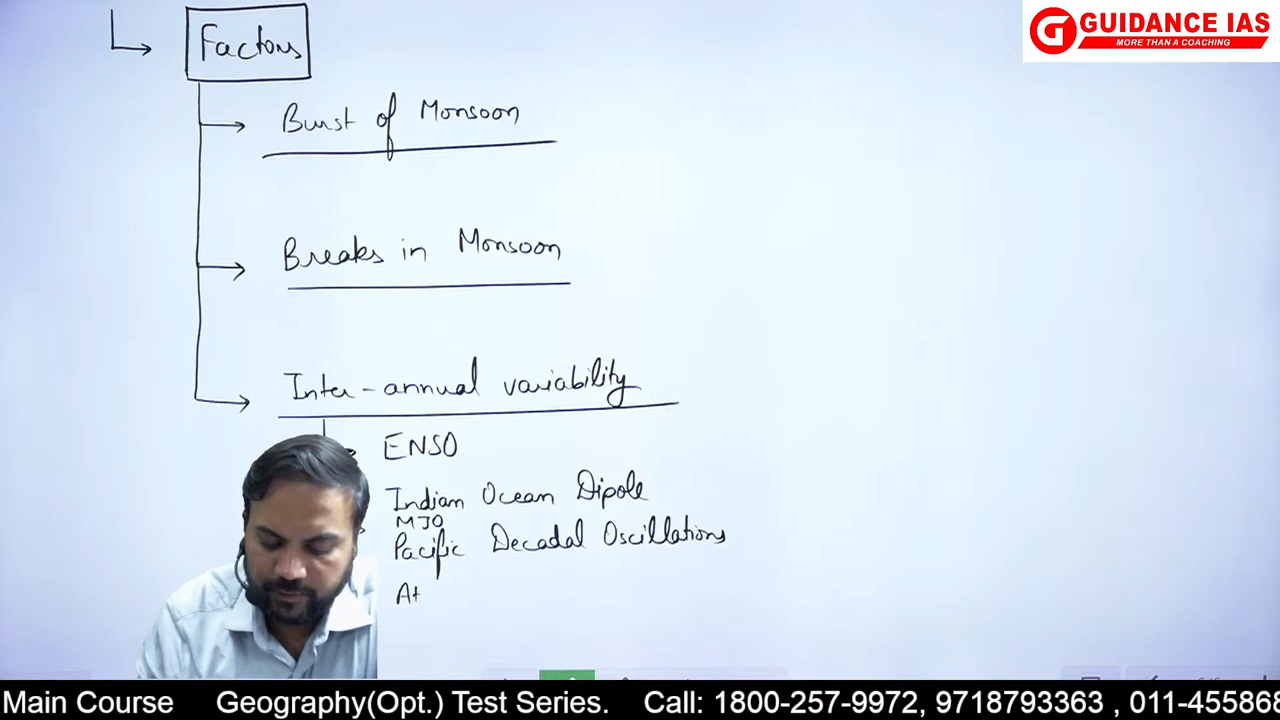 Factors
GUIDANCE IAS
MORE THAN A COACHING
Burst of Monsoon
Breaks in Monsoon
Inter-annual variability
ENSO
Indian Ocean Dipole
MJO
Pacific Decadal Oscillations
At
Main Course Geography(Opt.) Test Series. Call: 1800-257-9972, 9718793363 , 011-455868